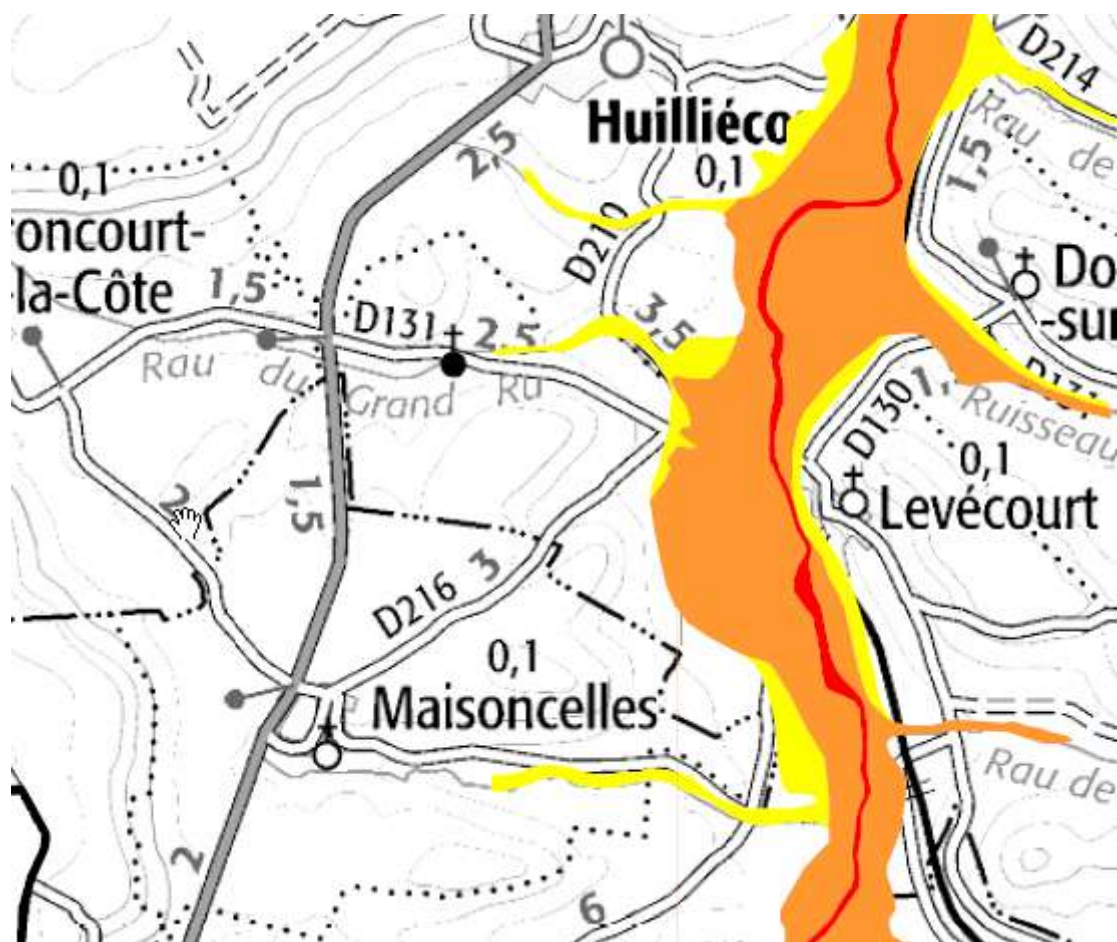 D214
Huilliéco
2,5
Rau de
0,1
0,1
1,5
oncourt-
la-Côte
D210
Do
-sur
1,5
D131
2,5
3,5
Rau du Grand Ru
D130
1,
Ruisseau
0,1
2
1,5
Levécourt
D216
3
0,1
Maisoncelles
Rau de
2
6